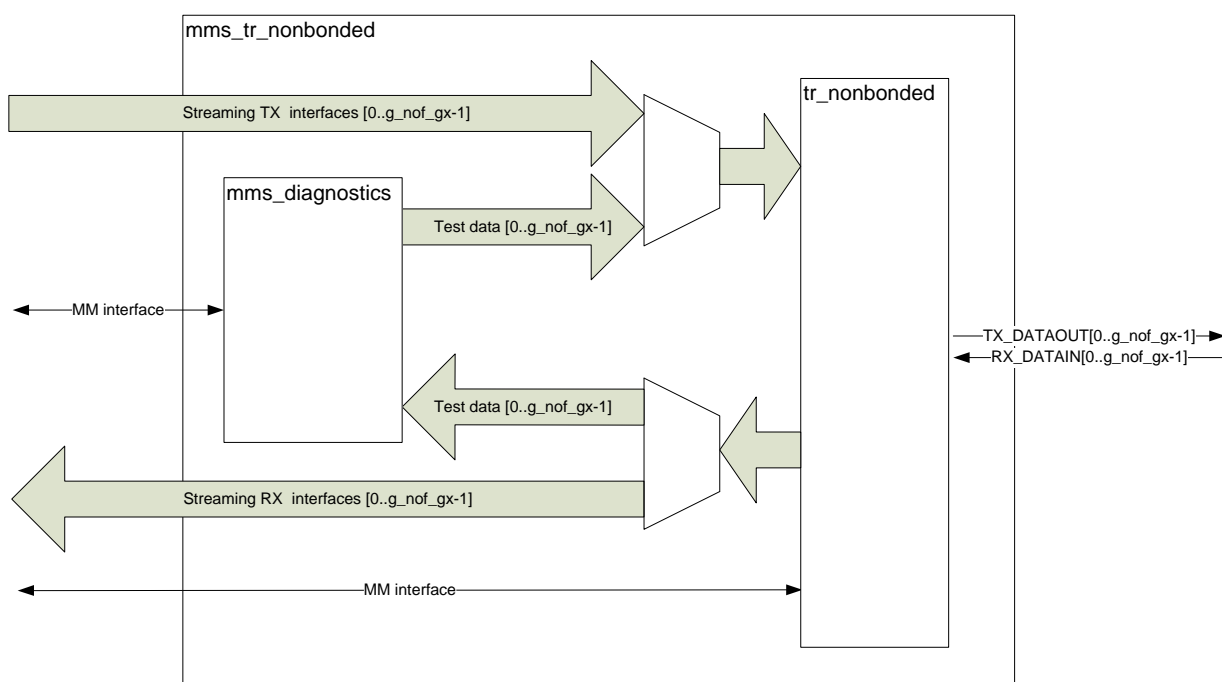 mms_tr_nonbonded
tr_nonbonded
Streaming TX interfaces [0..g_nof_gx-1]
mms_diagnostics
Test data [0..g_nof_gx-1]
MM interface
TX_DATAOUT[0..g_nof_gx-1]
RX_DATAIN[0..g_nof_gx-1]
Test data [0..g_nof_gx-1]
Streaming RX interfaces [0..g_nof_gx-1]
MM interface